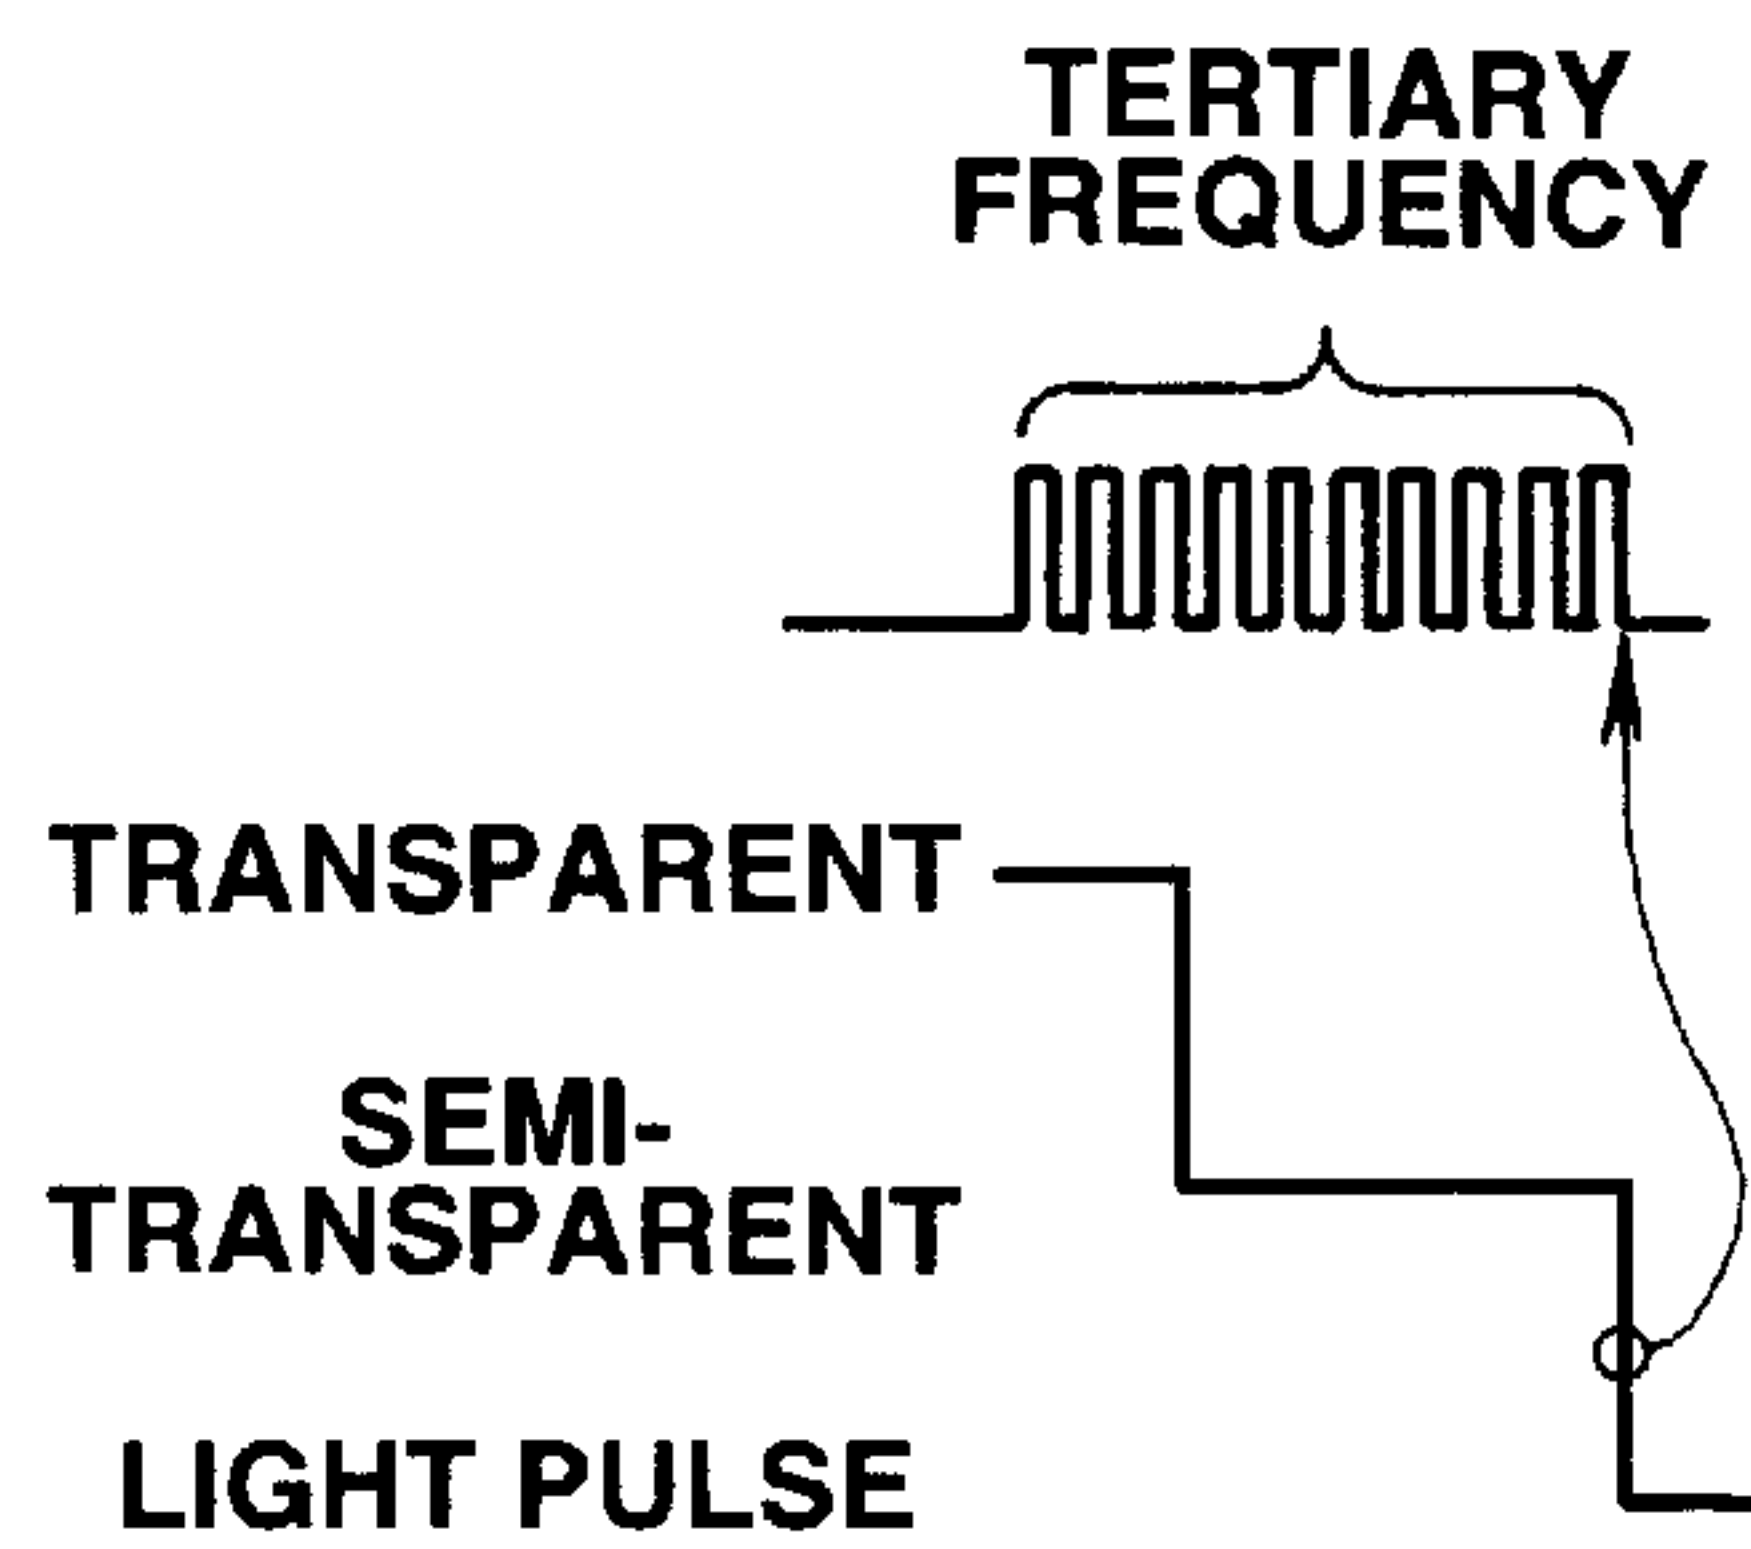 TERTIARY
FREQUENCY
TRANSPARENT
SEMI-
TRANSPARENT
LIGHT PULSE